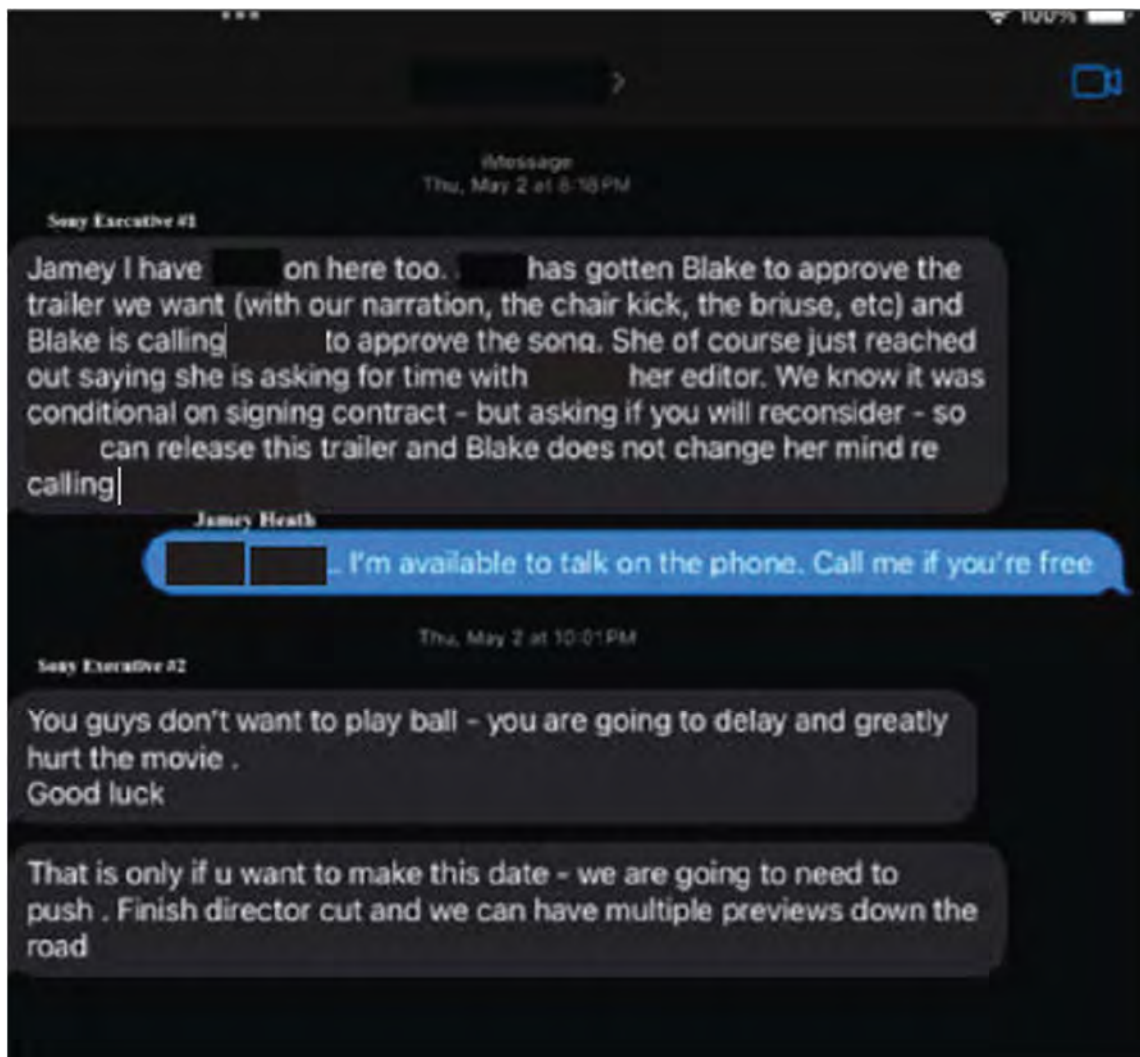 100%
iMessage
Thu, May 2 at 8:18 PM
Sony Executive #1
Jamey I have on here too. has gotten Blake to approve the
trailer we want (with our narration, the chair kick, the briuse, etc) and
Blake is calling to approve the song. She of course just reached
out saying she is asking for time with her editor. We know it was
conditional on signing contract - but asking if you will reconsider - so
can release this trailer and Blake does not change her mind re
calling
Jamey Heath
.. I'm available to talk on the phone. Call me if you're free
Thu, May 2 at 10:01 PM
Sony Executive #2
You guys don't want to play ball - you are going to delay and greatly
hurt the movie .
Good luck
That is only if u want to make this date - we are going to need to
push . Finish director cut and we can have multiple previews down the
road